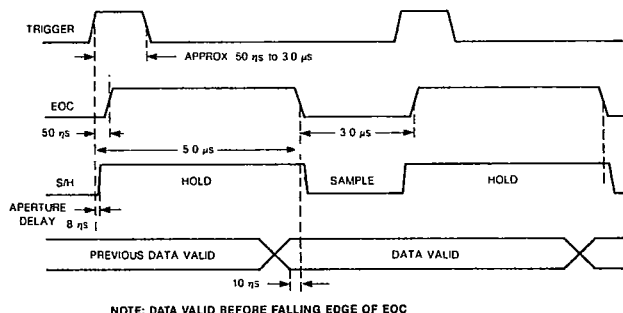 TRIGGER
APPROX 50 ηs TO 3.0 μs
EOC
50 ηs
5.0 μs
3.0 μs
S/H
HOLD
SAMPLE
HOLD
APERTURE
DELAY
8 ηs
PREVIOUS DATA VALID
DATA VALID
10 ηs
NOTE: DATA VALID BEFORE FALLING EDGE OF EOC